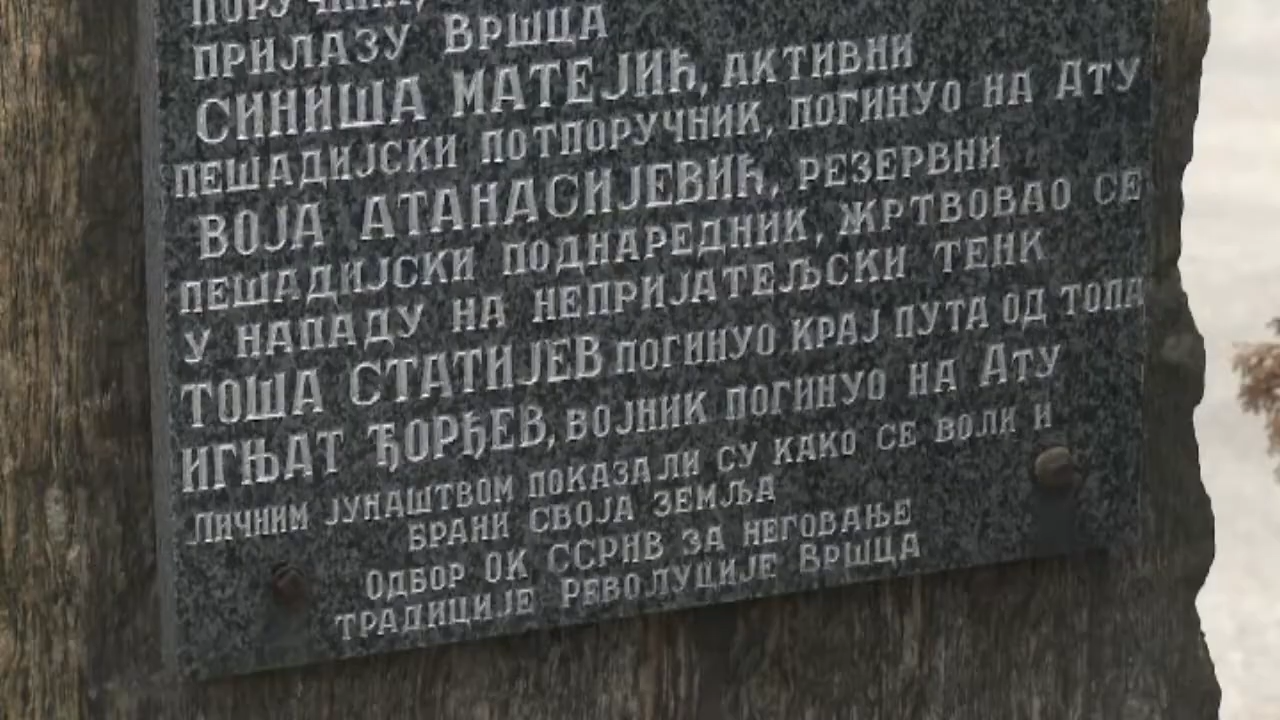 ПОРУЧНИК,
ПРИЛАЗУ ВРШЦА
СИНИША МАТЕЈИЋ, АКТИВНИ
ПЕШАДИЈСКИ ПОТПОРУЧНИК, ПОГИНУО НА АТУ
ВОЈА АТАНАСИЈЕВИЋ, РЕЗЕРВНИ
ПЕШАДИЈСКИ ПОДНАРЕДНИК, ЖРТВОВАО СЕ
У НАПАДУ НА НЕПРИЈАТЕЉСКИ ТЕНК
ТОША СТАТИЈЕВ ПОГИНУО КРАЈ ПУТА ОД ТОПА
ИГЊАТ ЂОРЂЕВ, ВОЈНИК ПОГИНУО НА АТУ
ЛИЧНИМ ЈУНАШТВОМ ПОКАЗАЛИ СУ КАКО СЕ ВОЛИ И
БРАНИ СВОЈА ЗЕМЉА
ОДБОР ОК ССРНВ ЗА НЕГОВАЊЕ
ТРАДИЦИЈЕ РЕВОЛУЦИЈЕ ВРШЦА